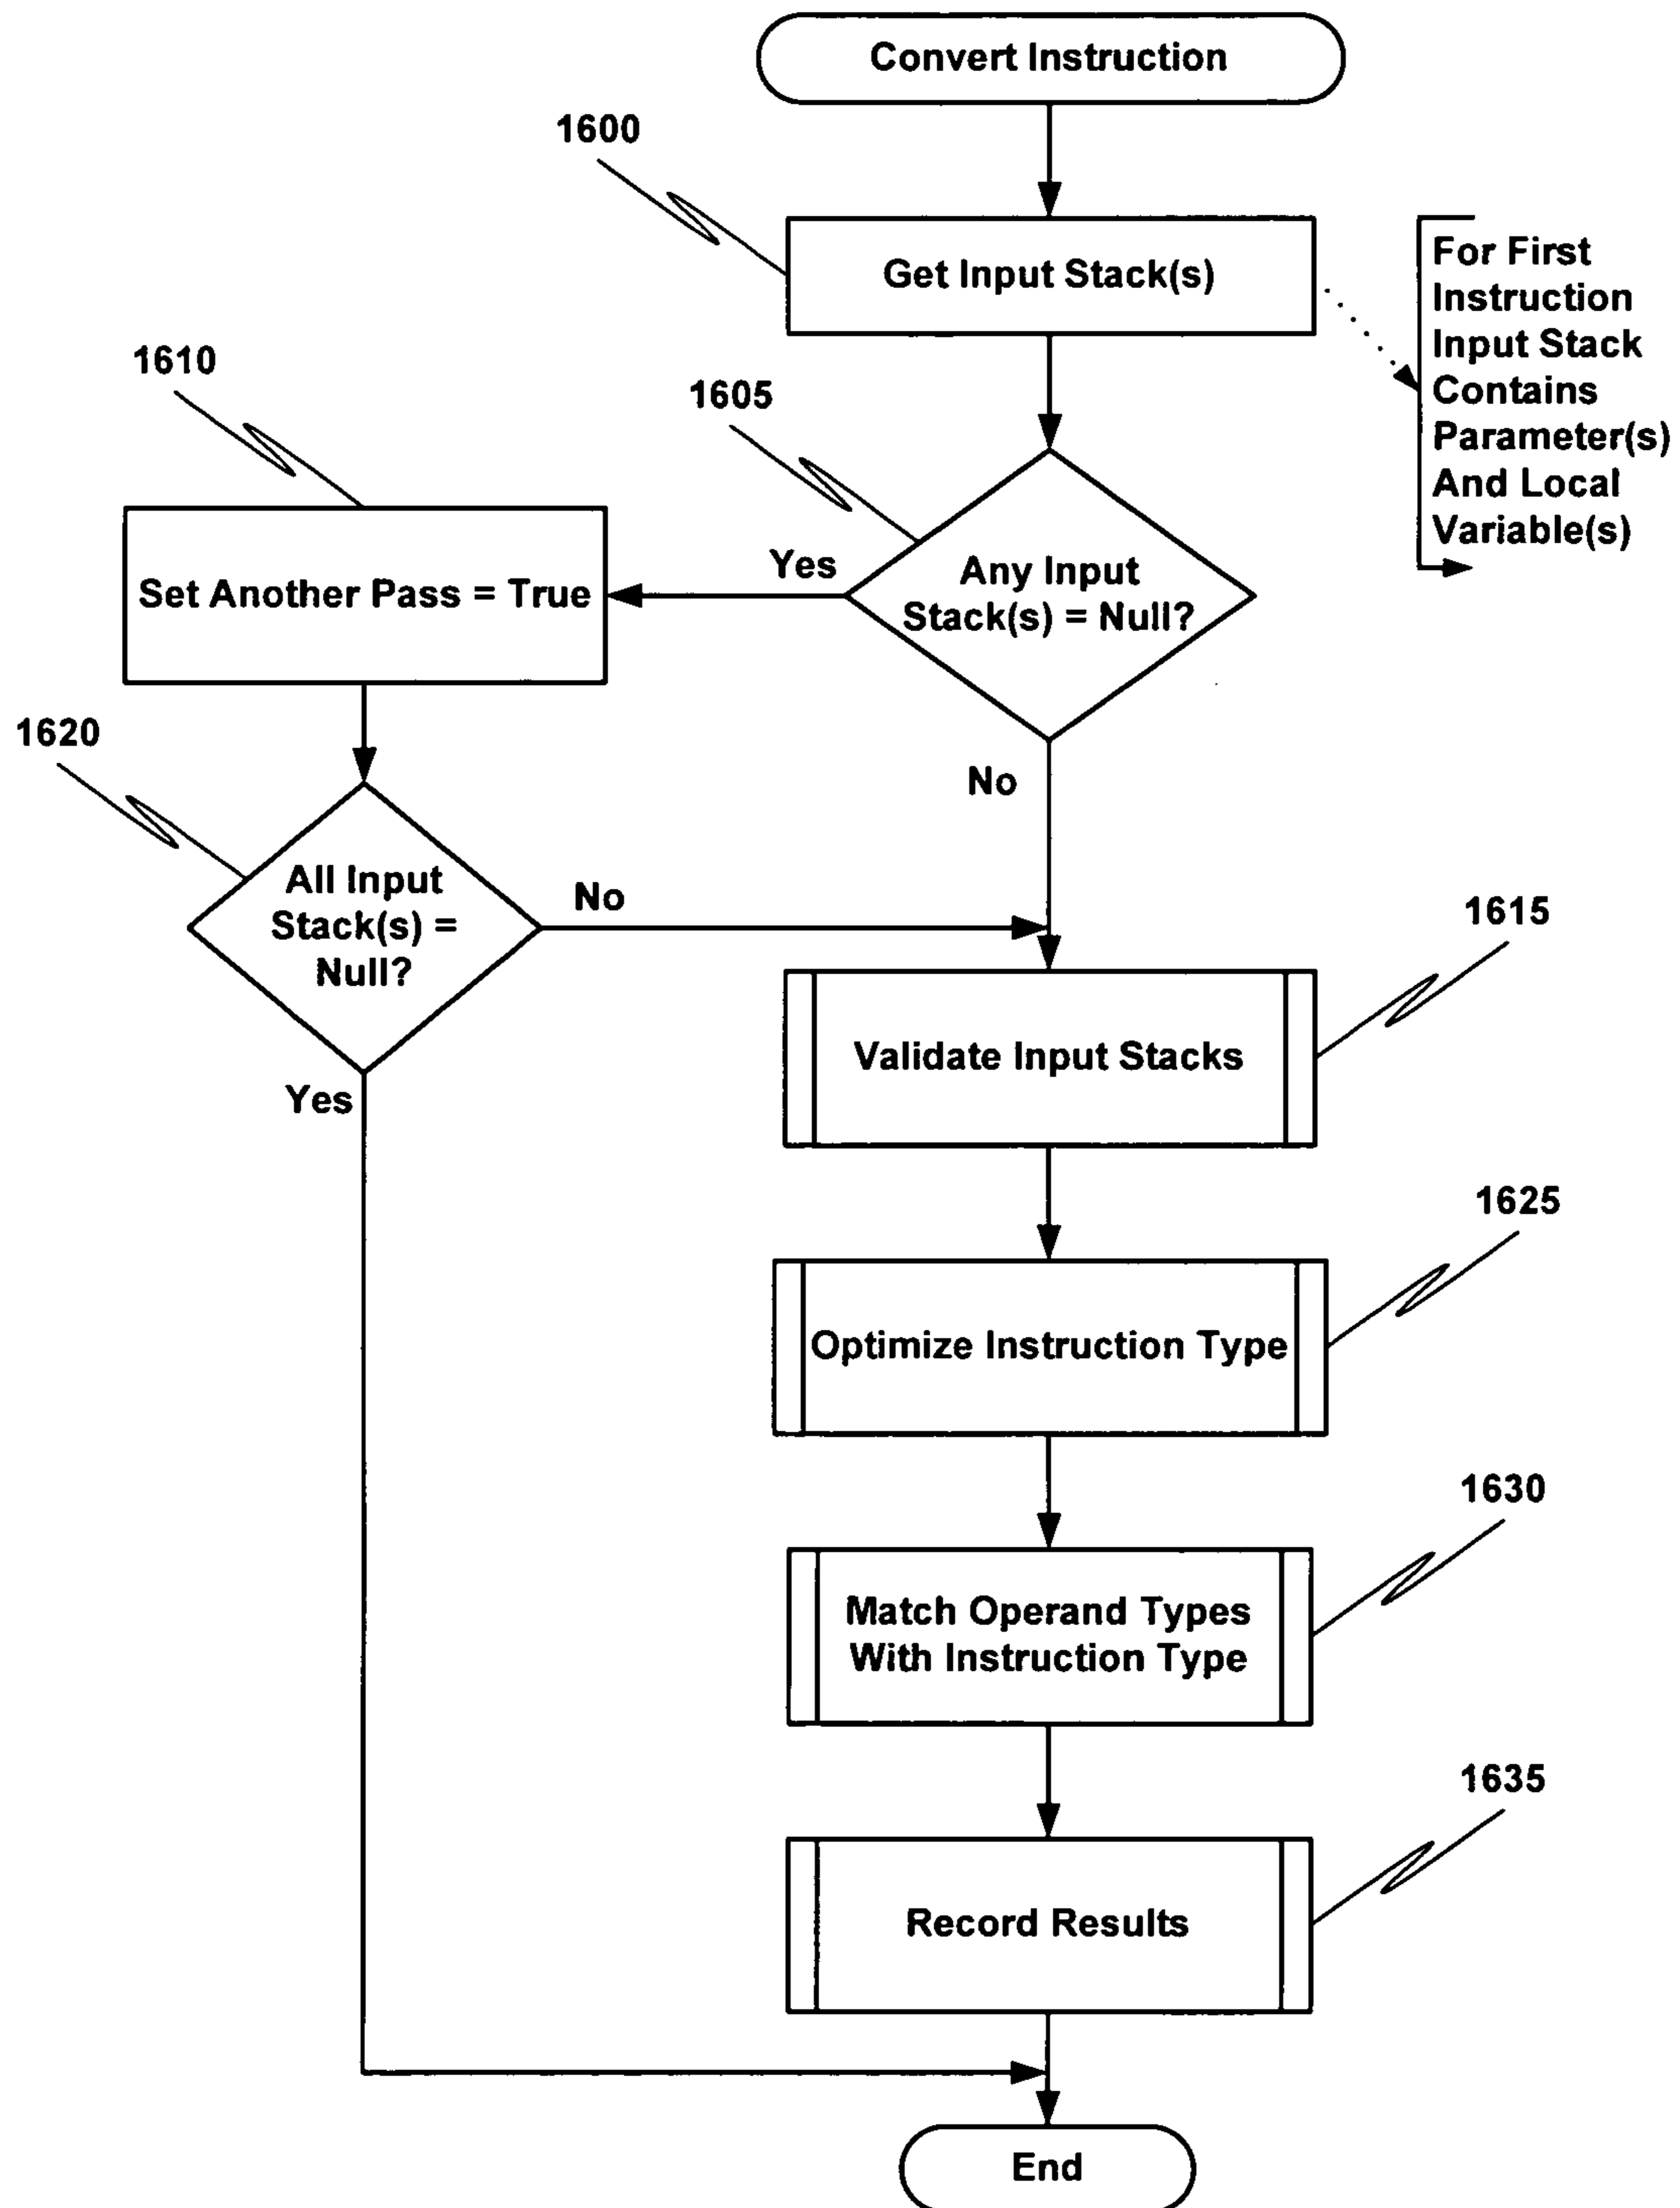 Convert Instruction
1600
Get Input Stack(s)
For First
Instruction
Input Stack
Contains
Parameter(s)
And Local
Variable(s)
1610
1605
Set Another Pass = True
Yes
Any Input
Stack(s) = Null?
1620
No
All Input
Stack(s) =
Null?
No
1615
Yes
Validate Input Stacks
1625
Optimize Instruction Type
1630
Match Operand Types
With Instruction Type
1635
Record Results
End